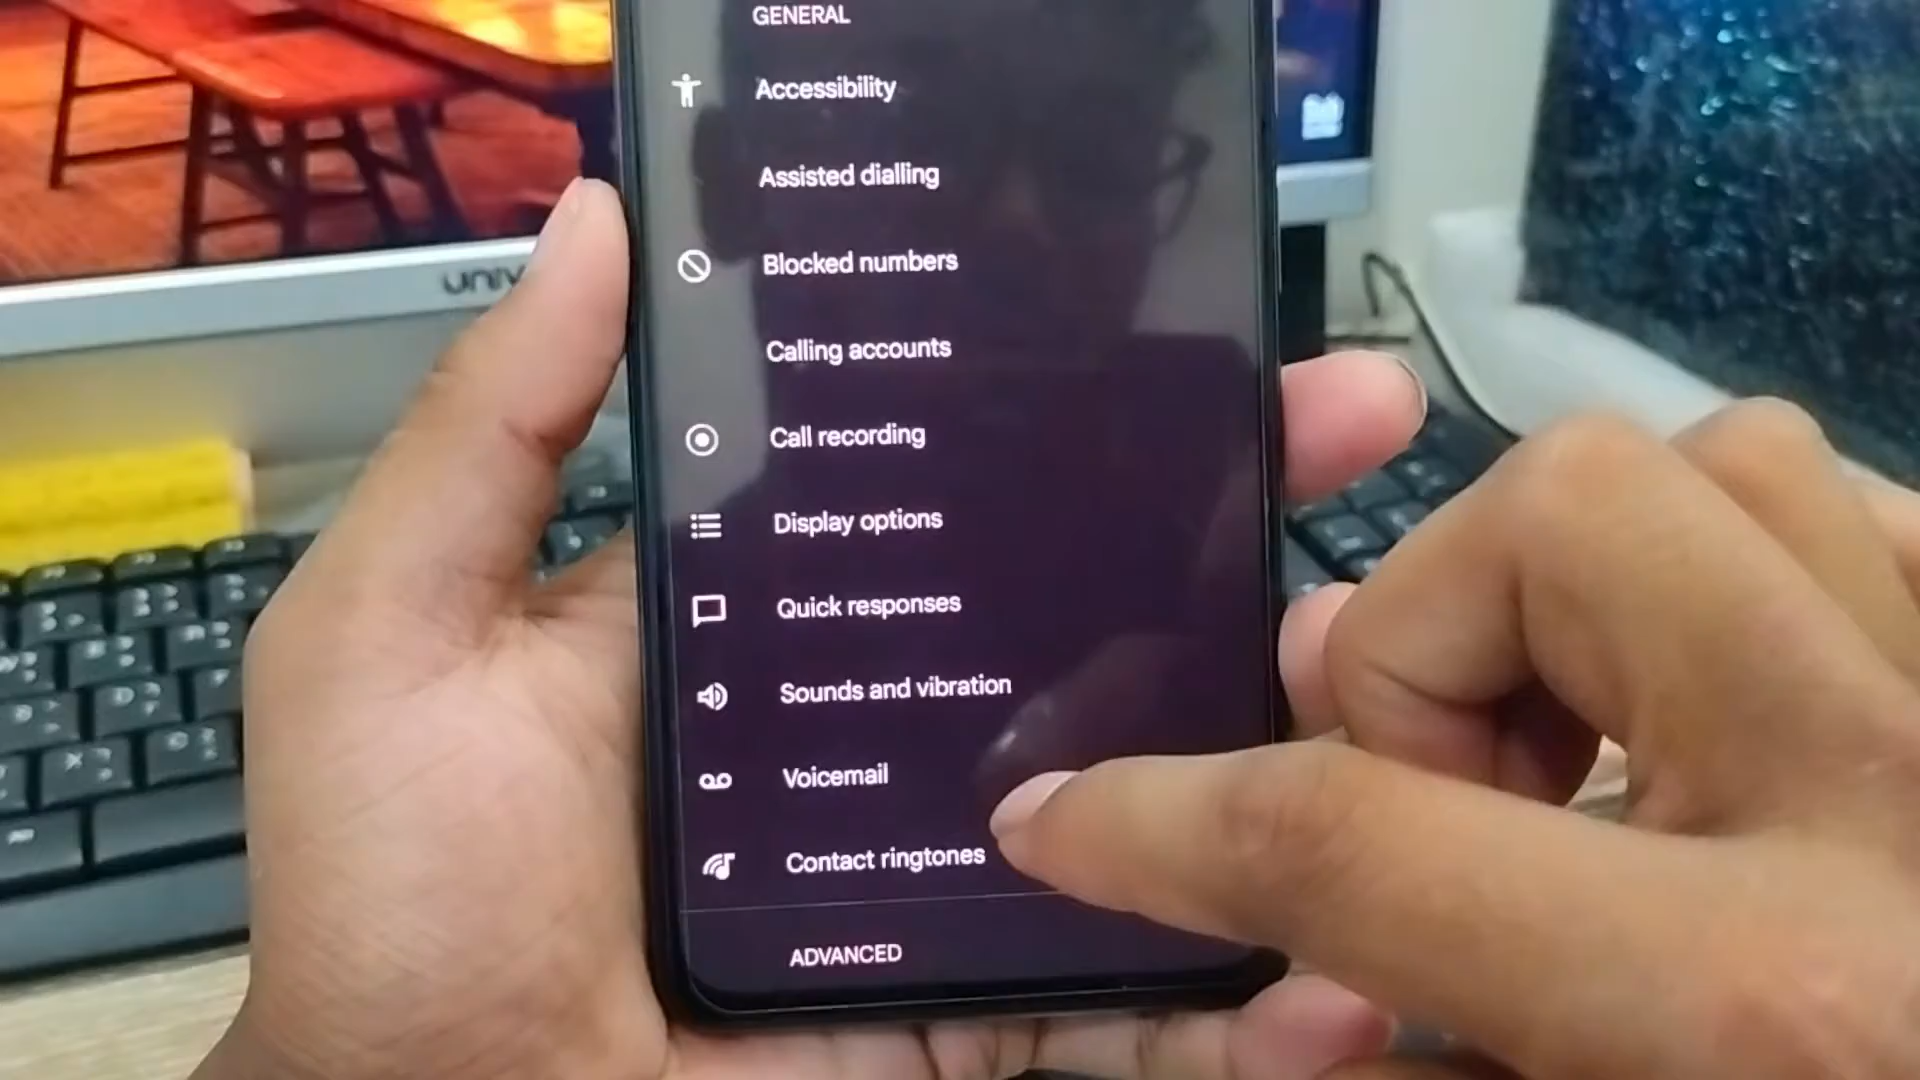 GENERAL
Accessibility
Assisted dialling
Blocked numbers
Calling accounts
Call recording
Display options
Quick responses
Sounds and vibration
Voicemail
Contact ringtones
ADVANCED
UNIV